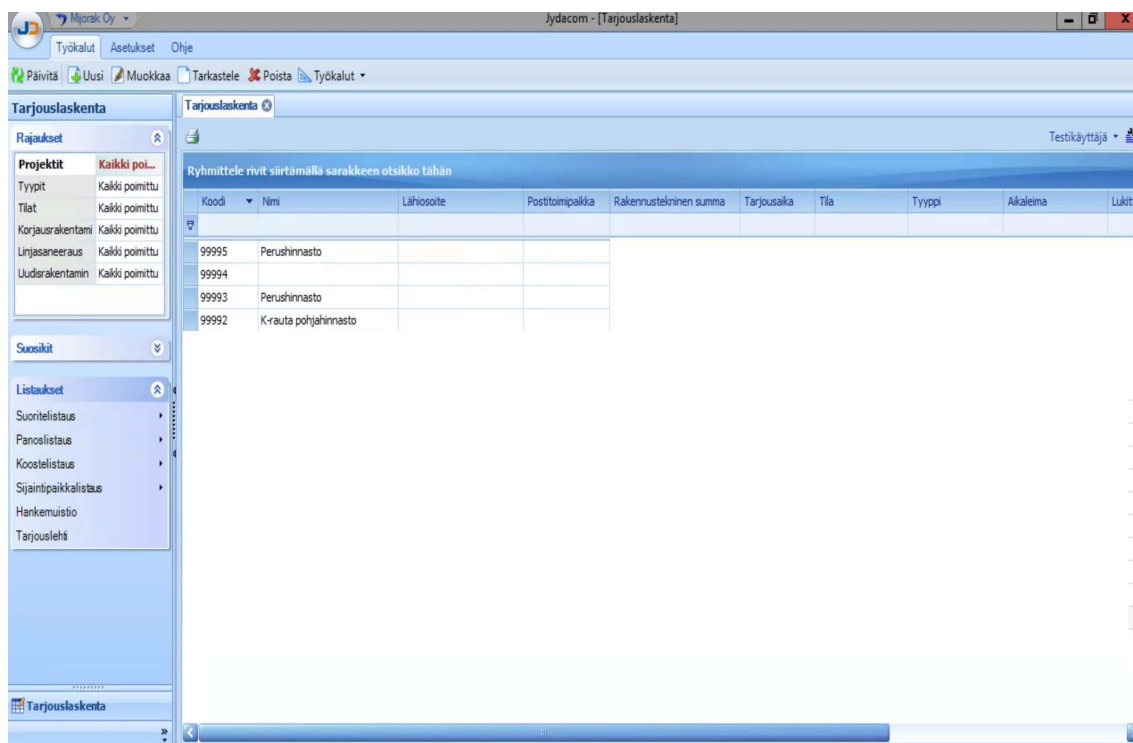 Mijorak Oy
Jydacom - [Tarjouslaskenta]
Työkalut Asetukset Ohje
Päivitä Uusi Muokkaa Tarkastele Poista Työkalut
Tarjouslaskenta
Tarjouslaskenta
Rajaukset
Testikäyttäjä
Projektit Kaikki poi...
Tyypit Kaikki poimittu
Tilat Kaikki poimittu
Korjausrakentami Kaikki poimittu
Linjasaneeraus Kaikki poimittu
Uudisrakentamin Kaikki poimittu
Ryhmittele rivit siirtämällä sarakkeen otsikko tähän
Koodi Nimi Lähiosoite Postitoimipaikka Rakennustekninen summa Tarjousaika Tila Tyyppi Aikaleima Lukit
99995 Perushinnasto
99994
99993 Perushinnasto
99992 K-rauta pohjahinnasto
Suosikit
Listaukset
Suoritelistaus
Panoslistaus
Koostelistaus
Sijaintipaikkalistaus
Hankemuistio
Tarjouslehti
Tarjouslaskenta